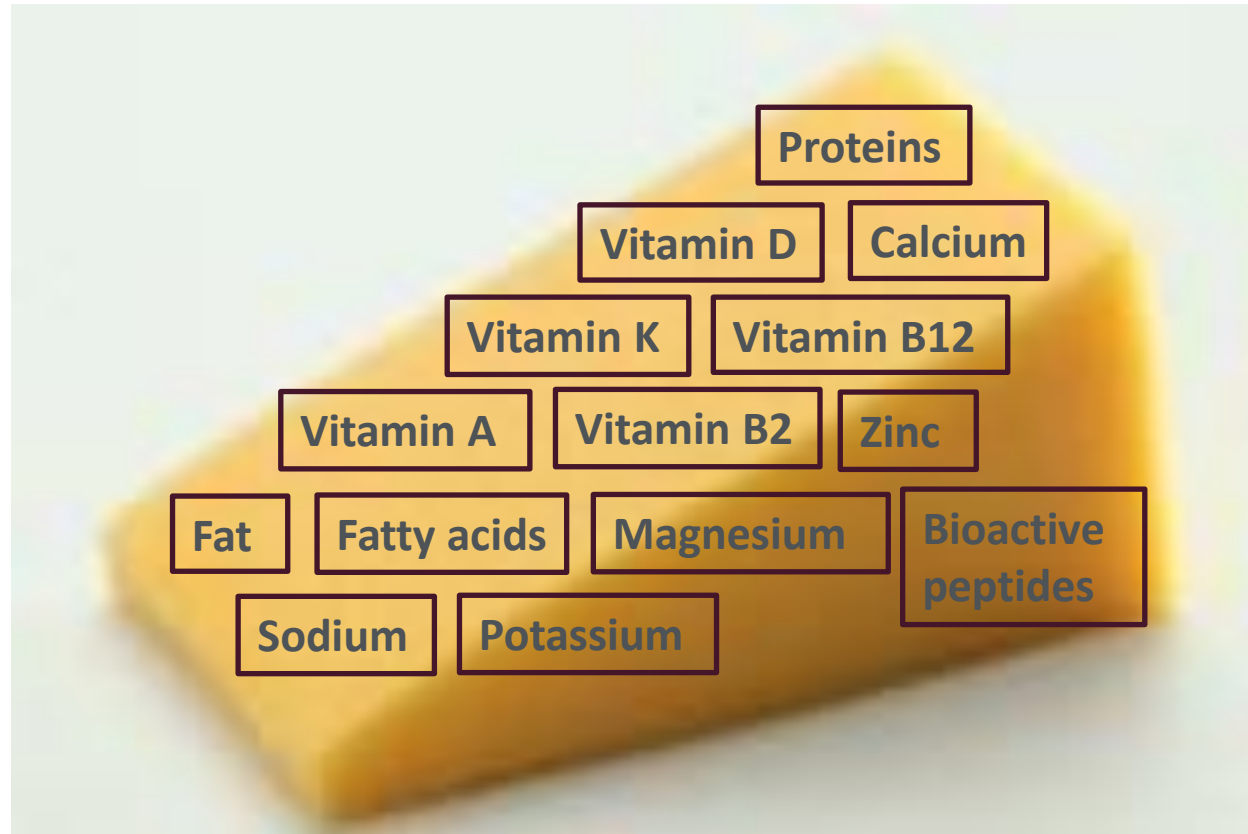 Proteins
Vitamin D
Calcium
Vitamin K
Vitamin B12
Vitamin A
Vitamin B2
Zinc
Fat
Fatty acids
Magnesium
Bioactive
peptides
Sodium
Potassium